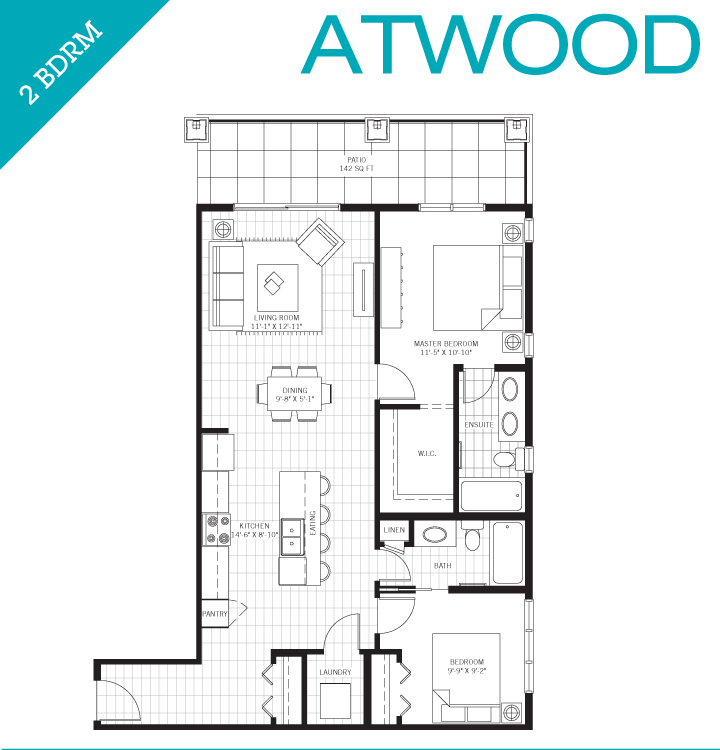 2 BDRM
ATWOOD
PATIO
142 SQ FT
LIVING ROOM
11'-1" X 12'-11"
MASTER BEDROOM
11'-5" X 10'-10"
DINING
9'-8" X 5'-1"
ENSUITE
W.I.C.
EATING
KITCHEN
14'-6" X 8'-10"
LINEN
BATH
PANTRY
BEDROOM
9'-9" X 9'-2"
LAUNDRY